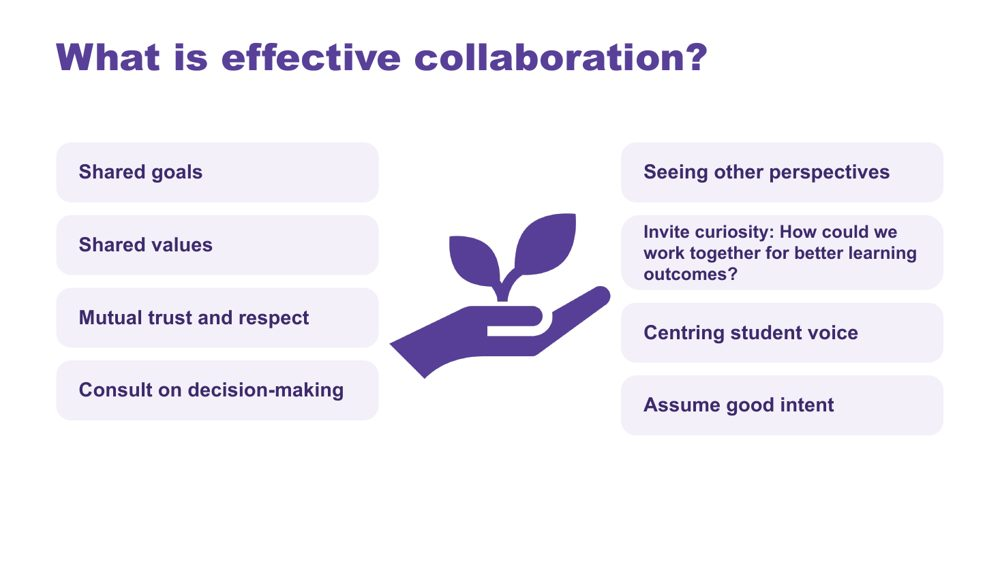 What is effective collaboration?
Shared goals
Shared values
Mutual trust and respect
Consult on decision-making
Seeing other perspectives
Invite curiosity: How could we
work together for better learning
outcomes?
Centring student voice
Assume good intent